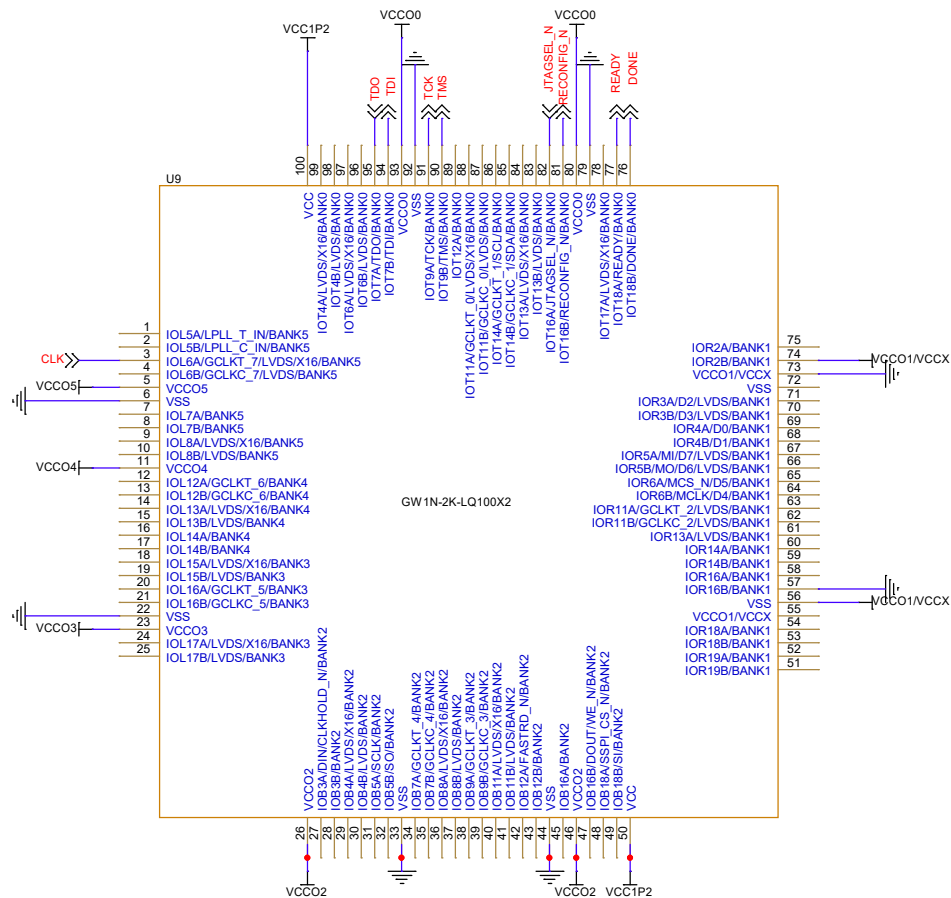 VCC1P2
VCCO0
VCCO0
TDO
TDI
TCK
TMS
JTAGSEL_N
RECONFIG_N
READY
DONE
100
99
98
97
96
95
94
93
92
91
90
89
88
87
86
85
84
83
82
81
80
79
78
77
76
U9
VCC
IOT4A/LVDS/X16/BANK0
IOT4B/LVDS/BANK0
IOT6A/LVDS/X16/BANK0
IOT6B/LVDS/BANK0
IOT7A/TDO/BANK0
IOT7B/TDI/BANK0
VCCO0
VSS
IOT9A/TCK/BANK0
IOT9B/TMS/BANK0
IOT12A/BANK0
IOT11A/GCLKT_0/LVDS/X16/BANK0
IOT11B/GCLKC_0/LVDS/BANK0
IOT14A/GCLKT_1/SCL/BANK0
IOT14B/GCLKC_1/SDA/BANK0
IOT13A/LVDS/X16/BANK0
IOT13B/LVDS/BANK0
IOT16A/JTAGSEL_N/BANK0
IOT16B/RECONFIG_N/BANK0
VCCO0
VSS
IOT17A/LVDS/X16/BANK0
IOT18A/READY/BANK0
IOT18B/DONE/BANK0
1 IOL5A/LPLL_T_IN/BANK5
2 IOL5B/LPLL_C_IN/BANK5
CLK 3 IOL6A/GCLKT_7/LVDS/X16/BANK5
4 IOL6B/GCLKC_7/LVDS/BANK5
VCCO5 5 VCCO5
6 VSS
7 IOL7A/BANK5
8 IOL7B/BANK5
9 IOL8A/LVDS/X16/BANK5
10 IOL8B/LVDS/BANK5
VCCO4 11 VCCO4
12 IOL12A/GCLKT_6/BANK4
13 IOL12B/GCLKC_6/BANK4
14 IOL13A/LVDS/X16/BANK4
15 IOL13B/LVDS/BANK4
16 IOL14A/BANK4
17 IOL14B/BANK4
18 IOL15A/LVDS/X16/BANK3
19 IOL15B/LVDS/BANK3
20 IOL16A/GCLKT_5/BANK3
21 IOL16B/GCLKC_5/BANK3
22 VSS
VCCO3 23 VCCO3
24 IOL17A/LVDS/X16/BANK3
25 IOL17B/LVDS/BANK3
GW1N-2K-LQ100X2
IOR2A/BANK1 75
IOR2B/BANK1 74 VCCO1/VCCX
VCCO1/VCCX 73
VSS 72
IOR3A/D2/LVDS/BANK1 71
IOR3B/D3/LVDS/BANK1 70
IOR4A/D0/BANK1 69
IOR4B/D1/BANK1 68
IOR5A/MI/D7/LVDS/BANK1 67
IOR5B/MO/D6/LVDS/BANK1 66
IOR6A/MCS_N/D5/BANK1 65
IOR6B/MCLK/D4/BANK1 64
IOR11A/GCLKT_2/LVDS/BANK1 63
IOR11B/GCLKC_2/LVDS/BANK1 62
IOR13A/LVDS/BANK1 61
IOR14A/BANK1 60
IOR14B/BANK1 59
IOR16A/BANK1 58
IOR16B/BANK1 57
VSS 56 VCCO1/VCCX
VCCO1/VCCX 55
IOR18A/BANK1 54
IOR18B/BANK1 53
IOR19A/BANK1 52
IOR19B/BANK1 51
VCCO2
IOB3A/DIN/CLKHOLD_N/BANK2
IOB3B/BANK2
IOB4A/LVDS/X16/BANK2
IOB4B/LVDS/BANK2
IOB5A/SCLK/BANK2
IOB5B/SO/BANK2
VSS
IOB7A/GCLKT_4/BANK2
IOB7B/GCLKC_4/BANK2
IOB8A/LVDS/X16/BANK2
IOB8B/LVDS/BANK2
IOB9A/GCLKT_3/BANK2
IOB9B/GCLKC_3/BANK2
IOB11A/LVDS/X16/BANK2
IOB11B/LVDS/BANK2
IOB12A/FASTRD_N/BANK2
IOB12B/BANK2
VSS
IOB16A/BANK2
VCCO2
IOB16B/DOUT/WE_N/BANK2
IOB18A/SSPI_CS_N/BANK2
IOB18B/SI/BANK2
VCC
26
27
28
29
30
31
32
33
34
35
36
37
38
39
40
41
42
43
44
45
46
47
48
49
50
VCCO2
VCCO2
VCC1P2